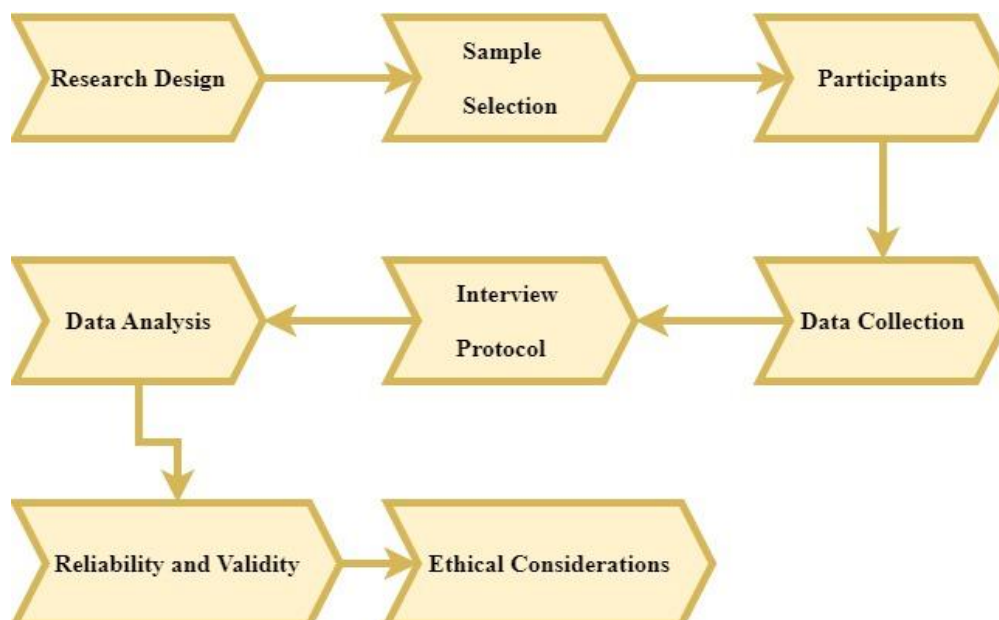 Research Design
Sample
Selection
Participants
Data Collection
Interview
Protocol
Data Analysis
Reliability and Validity
Ethical Considerations